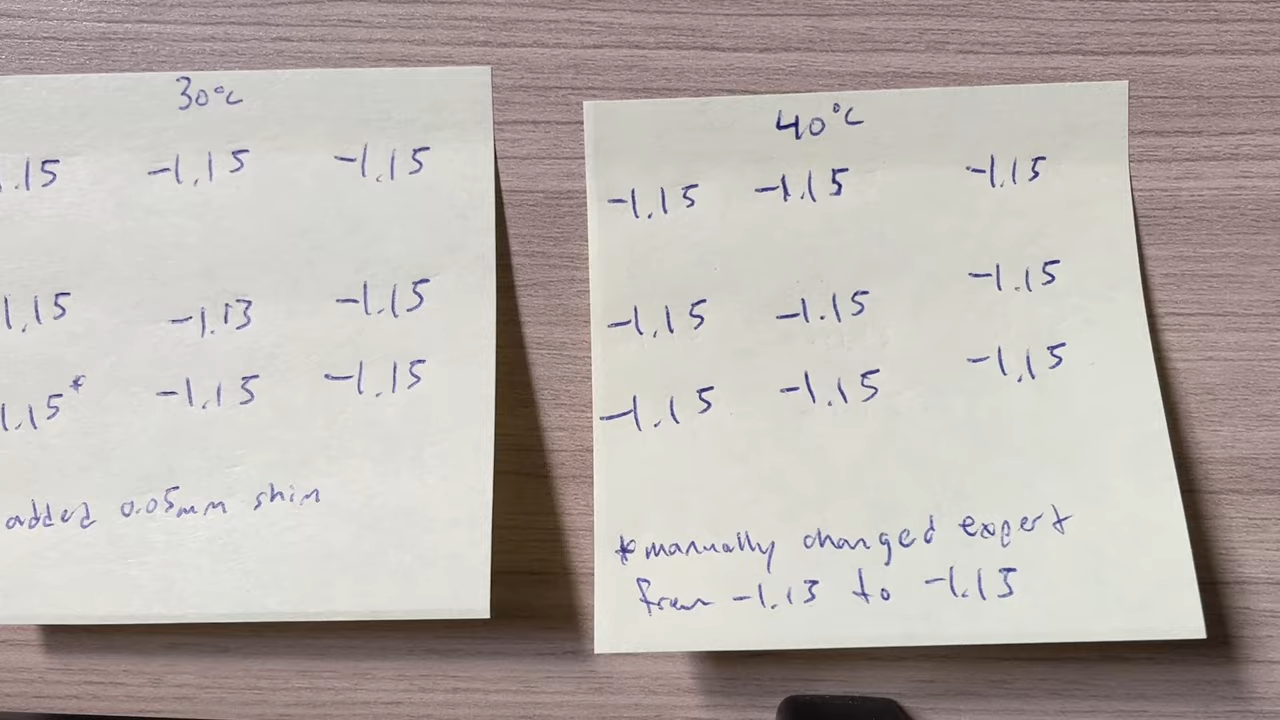 30°C
.15 -1.15 -1.15
1.15 -1.13 -1.15
1.15* -1.15 -1.15
added 0.05mm shim
40°C
-1.15 -1.15 -1.15
-1.15 -1.15 -1.15
-1.15 -1.15 -1.15
*manually changed expert
from -1.13 to -1.15